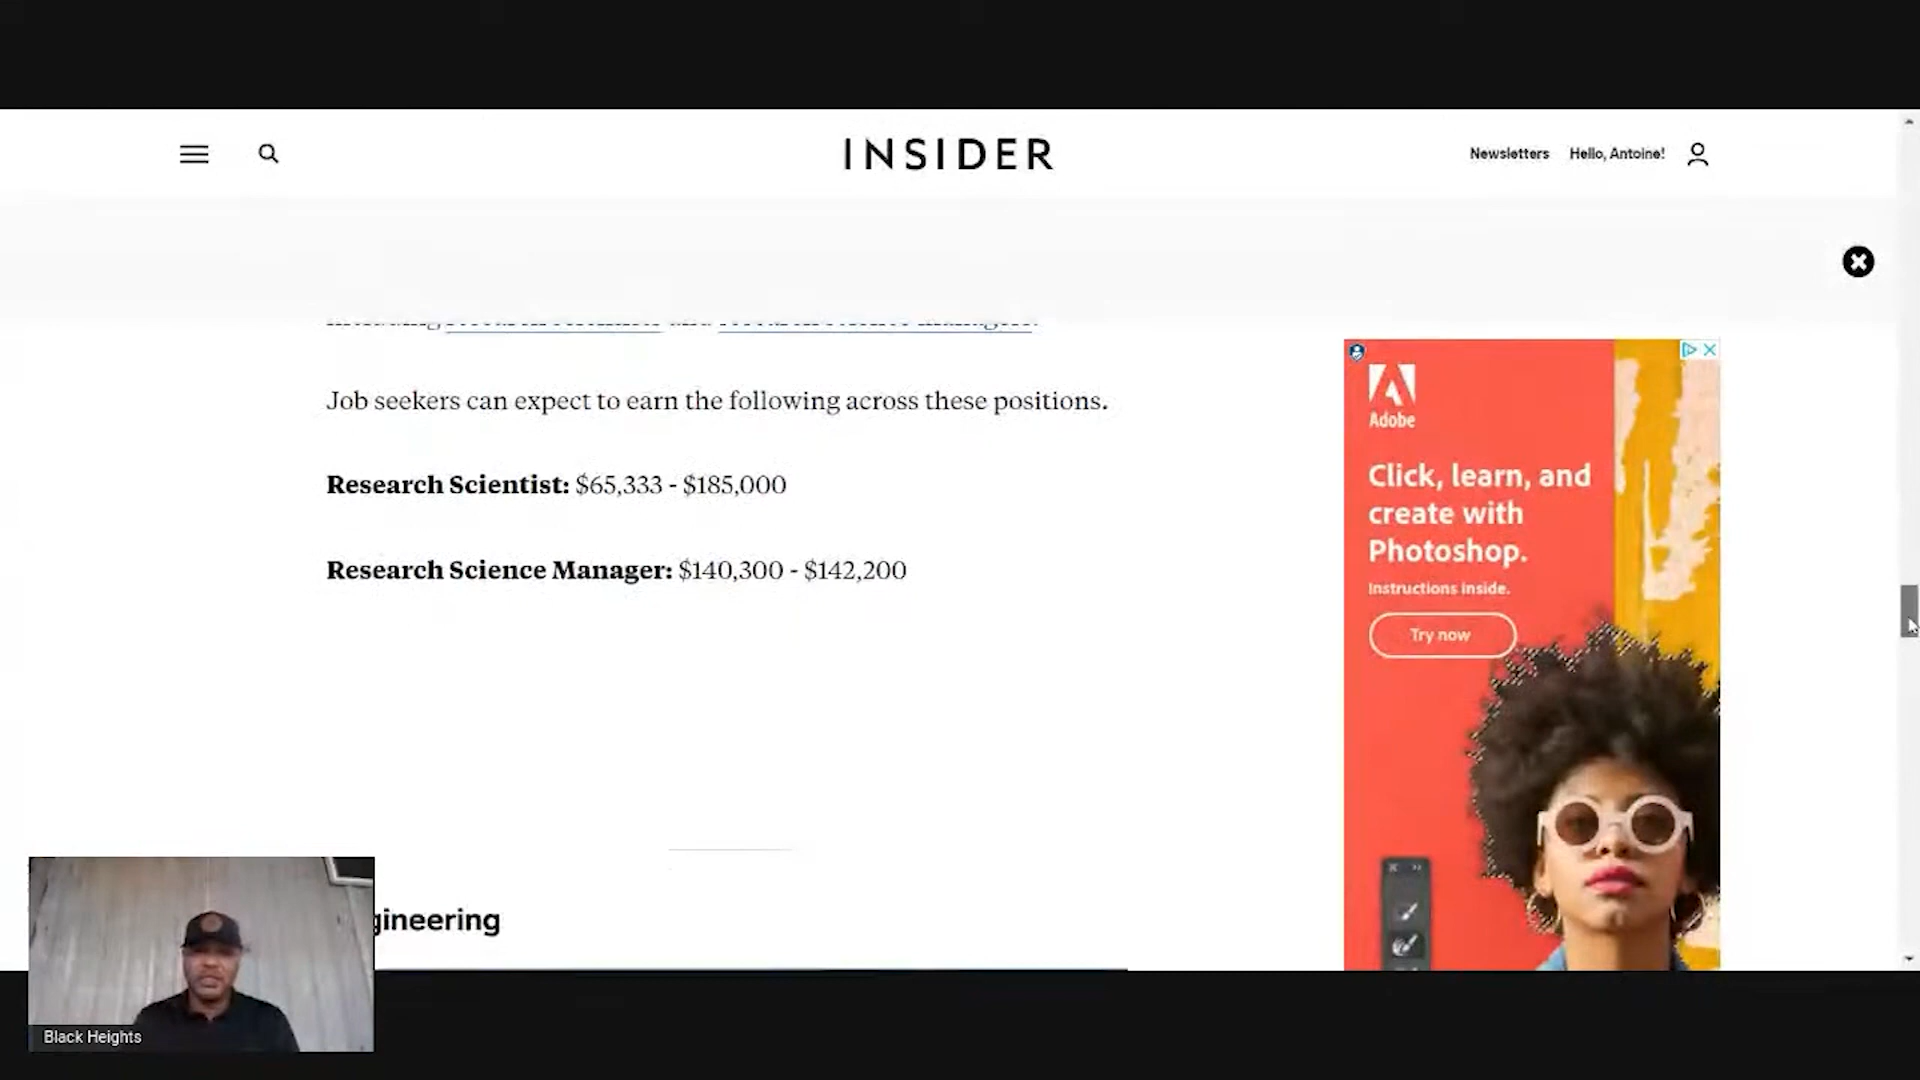 INSIDER
Newsletters
Hello, Antoine!
Job seekers can expect to earn the following across these positions.
Research Scientist: $65,333 - $185,000
Research Science Manager: $140,300 - $142,200
gineering
Adobe
Click, learn, and
create with
Photoshop.
Instructions inside.
Try now
Black Heights